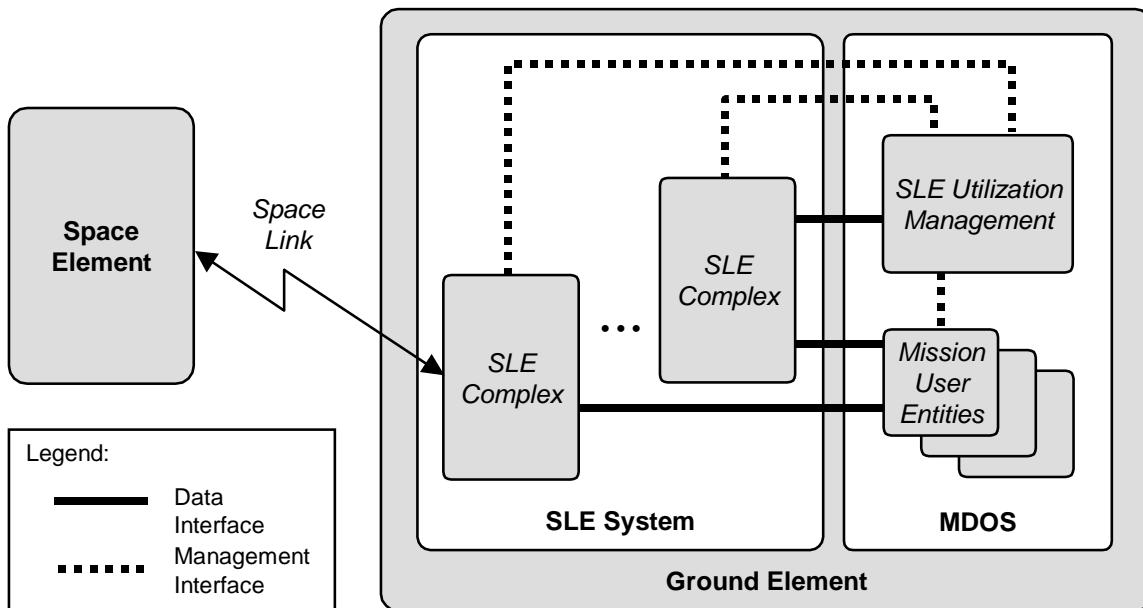 Space
Element
Space
Link
SLE
Complex
...
SLE
Complex
SLE Utilization
Management
Mission
User
Entities
SLE System
MDOS
Ground Element
Legend:
Data
Interface
Management
Interface